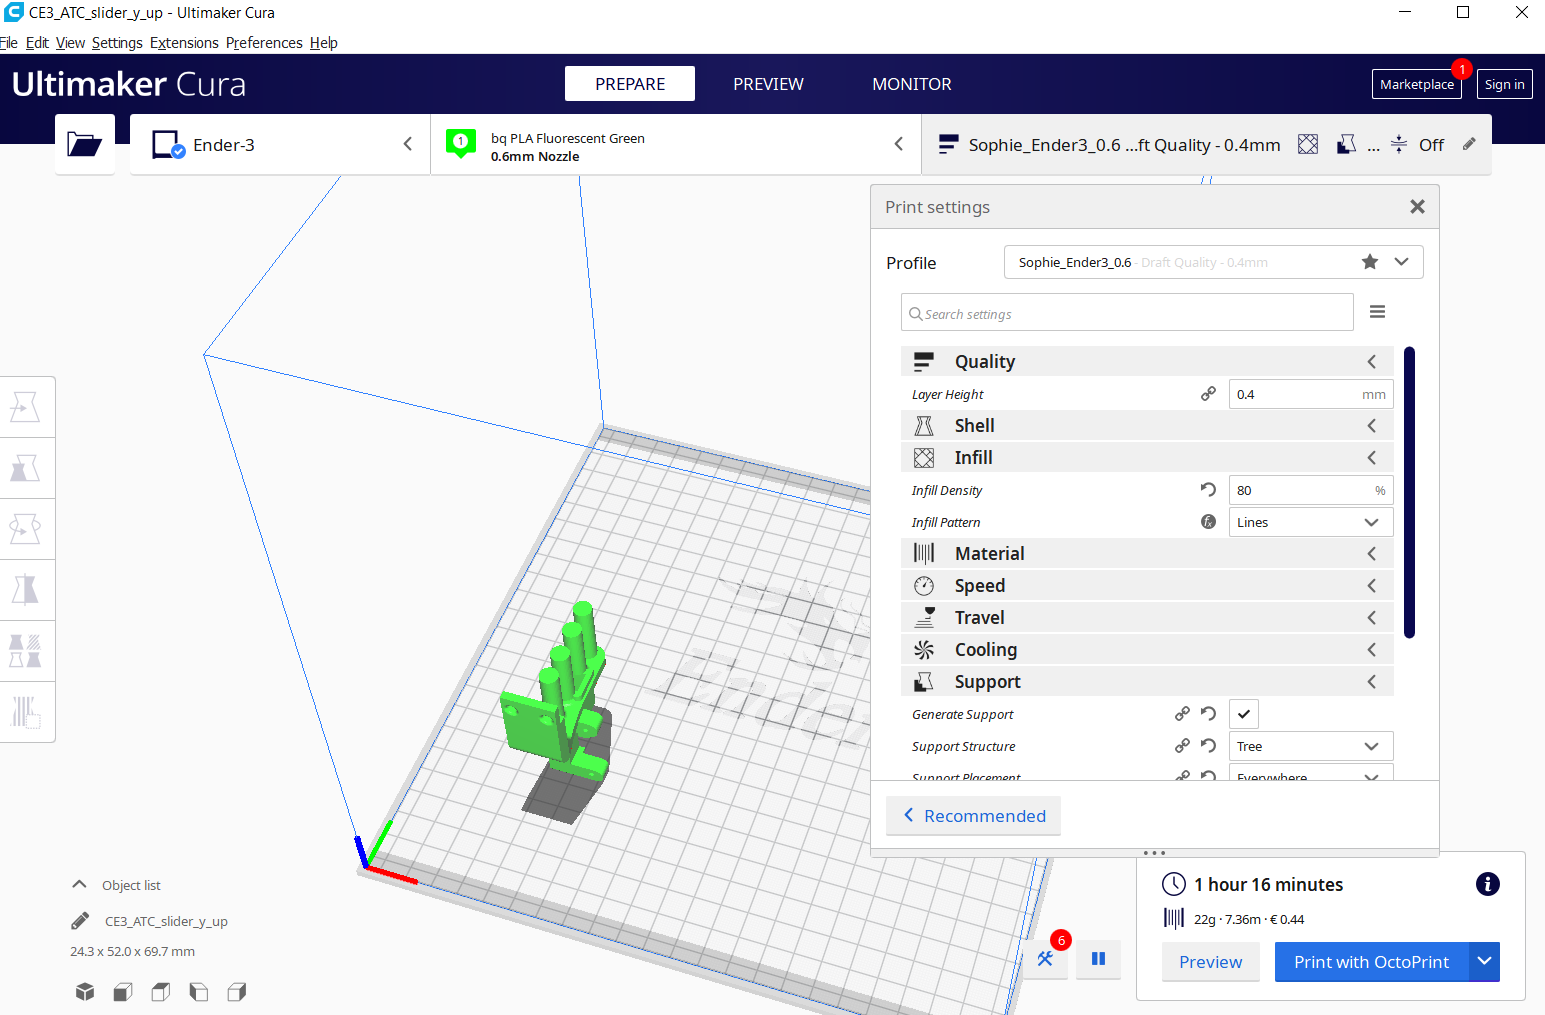 CE3_ATC_slider_y_up - Ultimaker Cura
File Edit View Settings Extensions Preferences Help
Ultimaker Cura
PREPARE
PREVIEW
MONITOR
1
Marketplace
Sign in
Ender-3
1
bq PLA Fluorescent Green
0.6mm Nozzle
Sophie_Ender3_0.6 ...ft Quality - 0.4mm
...
Off
Print settings
Profile
Sophie_Ender3_0.6 - Draft Quality - 0.4mm
Search settings
Quality
Layer Height
0.4 mm
Shell
Infill
Infill Density
80 %
Infill Pattern
Lines
Material
Speed
Travel
Cooling
Support
Generate Support
Support Structure
Tree
Support Placement
Everywhere
Recommended
Ender
Object list
CE3_ATC_slider_y_up
24.3 x 52.0 x 69.7 mm
6
1 hour 16 minutes
22g · 7.36m · € 0.44
Preview
Print with OctoPrint